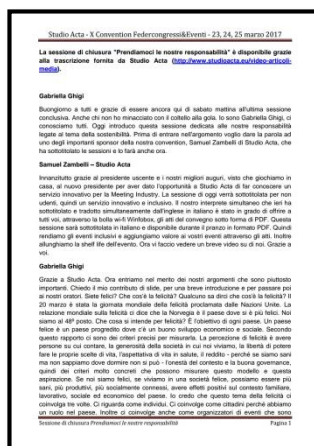 Studio Acta - X Convention Federcongressi&Eventi - 23, 24, 25 marzo 2017
La sessione di chiusura "Prendiamoci le nostre responsabilità" è disponibile grazie
alla trascrizione fornita da Studio Acta (http://www.studioacta.eu/video-articoli-
media).
Gabriella Ghigi
Buongiorno a tutti e grazie di essere ancora qui di sabato mattina all'ultima sessione
conclusiva. Anche chi non ho minacciato con il coltello alla gola. Io sono Gabriella Ghigi, ci
conosciamo tutti. Oggi introduco questa sessione dedicata alle nostre responsabilità
legate al tema della sostenibilità. Prima di entrare nell'argomento voglio dare la parola ad
uno degli importanti sponsor della nostra convention, Samuel Zambelli di Studio Acta, che
ha sottotitolato le sessioni e lo farà anche ora.
Samuel Zambelli – Studio Acta
Innanzitutto grazie al presidente uscente e i nostri migliori auguri, visto che giochiamo in
casa, al nuovo presidente per aver dato l'opportunità a Studio Acta di far conoscere un
servizio innovativo per la Meeting Industry. La sessione di oggi verrà sottotitolata per non
udenti, quindi un servizio innovativo e inclusivo. Il nostro interprete simultaneo che ieri ha
sottotitolato e tradotto simultaneamente dall'inglese in italiano è stato in grado di offrire a
tutti voi, attraverso la bolla wi-fi Winfobox, gli atti del convegno sotto forma di PDF. Questa
sessione sarà sottotitolata in italiano e disponibile durante il pranzo in formato PDF. Quindi
rendiamo gli eventi inclusivi e aggiungiamo valore ai vostri eventi attraverso gli atti. Inoltre
allunghiamo la shelf life dell'evento. Ora vi faccio vedere un breve video su di noi. Grazie a
voi.
Gabriella Ghigi
Grazie a Studio Acta. Ora entriamo nel merito dei nostri argomenti che sono piuttosto
importanti. Chiedo il mio contributo di slide, per una breve introduzione e per passare poi
ai nostri oratori. Siete felici? Che cos'è la felicità? Qualcuno sa dirci che cos'è la felicità? Il
20 marzo è stata la giornata mondiale della felicità proclamata dalle Nazioni Unite. La
relazione mondiale sulla felicità ci dice che la Norvegia è il paese dove si è più felici. Noi
siamo al 48º posto. Che cosa si intende per felicità? È l'obiettivo di ogni paese. Un paese
felice è un paese progredito dove c'è un buono sviluppo economico e sociale. Secondo
questo rapporto ci sono dei criteri precisi per misurarla. La percezione di felicità è avere
persone su cui contare, la generosità della società in cui noi viviamo, la libertà di potere
fare le proprie scelte di vita, l'aspettativa di vita in salute, il reddito - perché se siamo sani
ma non sappiamo dove dormire non si può - l'onestà del contesto e la buona governance,
quindi dei criteri molto concreti che possono misurare questo modello e questa
aspirazione. Se noi siamo felici, se viviamo in una società felice, possiamo essere più
sani, più produttivi, più socialmente connessi, avere effetti positivi sul contesto familiare,
lavorativo, sociale ed economico del paese. Io credo che questo tema della felicità ci
coinvolga tre volte. Ci riguarda come individui. Ci coinvolge come cittadini perché abbiamo
un ruolo nel paese. Inoltre ci coinvolge anche come organizzatori di eventi che sono
Sessione di chiusura Prendiamoci le nostre responsabilità
Pagina 1